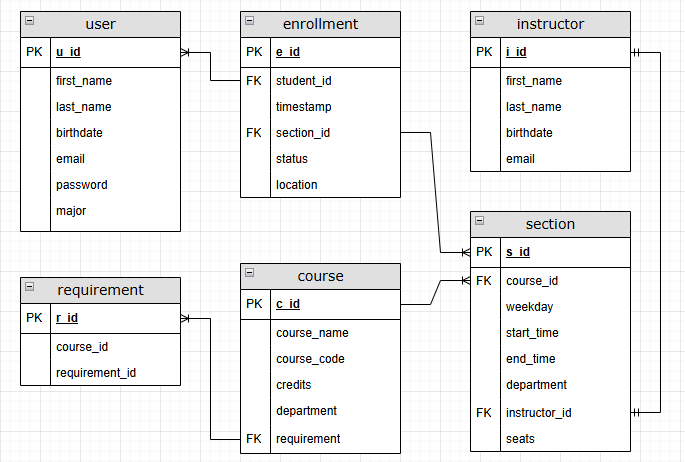 user
PK u_id
first_name
last_name
birthdate
email
password
major
enrollment
PK e_id
FK student_id
timestamp
FK section_id
status
location
instructor
PK i_id
first_name
last_name
birthdate
email
requirement
PK r_id
course_id
requirement_id
course
PK c_id
course_name
course_code
credits
department
FK requirement
section
PK s_id
FK course_id
weekday
start_time
end_time
department
FK instructor_id
seats